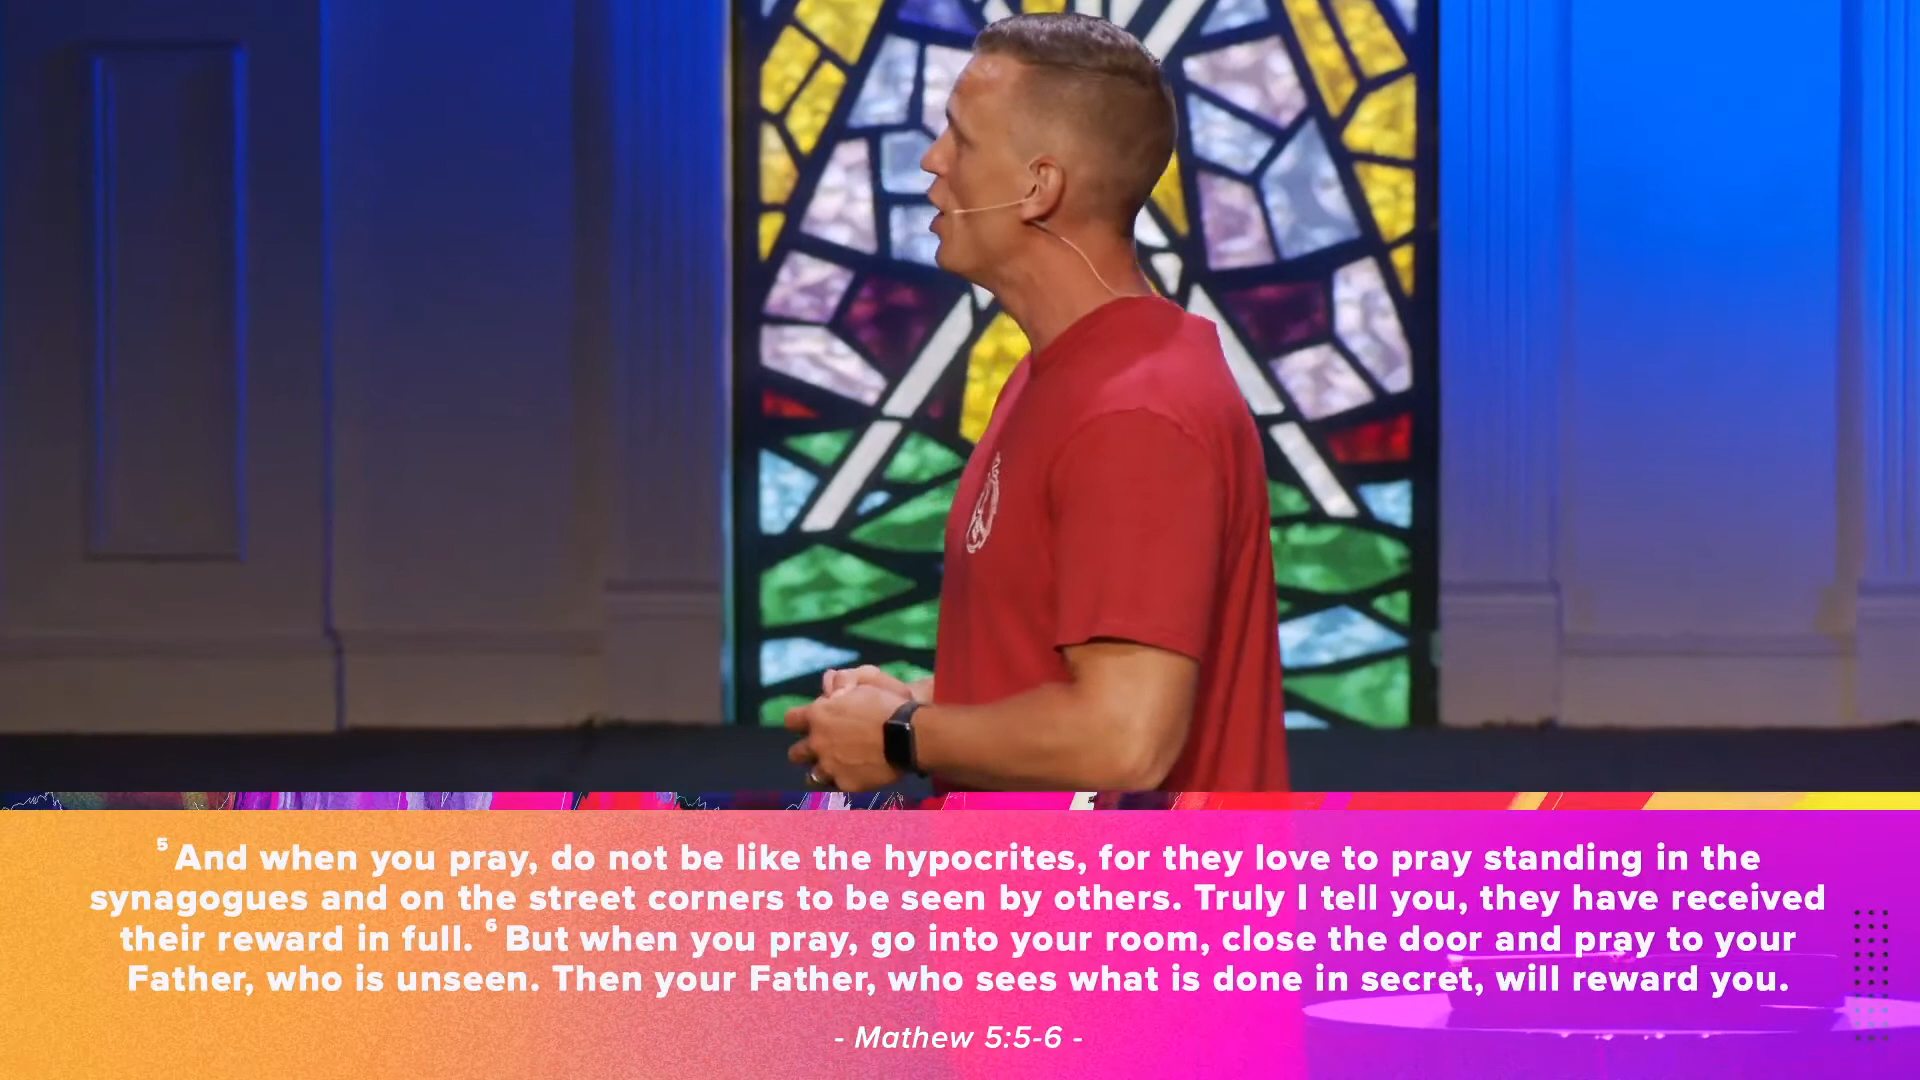 ⁵ And when you pray, do not be like the hypocrites, for they love to pray standing in the
synagogues and on the street corners to be seen by others. Truly I tell you, they have received
their reward in full. ⁶ But when you pray, go into your room, close the door and pray to your
Father, who is unseen. Then your Father, who sees what is done in secret, will reward you.
- Mathew 5:5-6 -